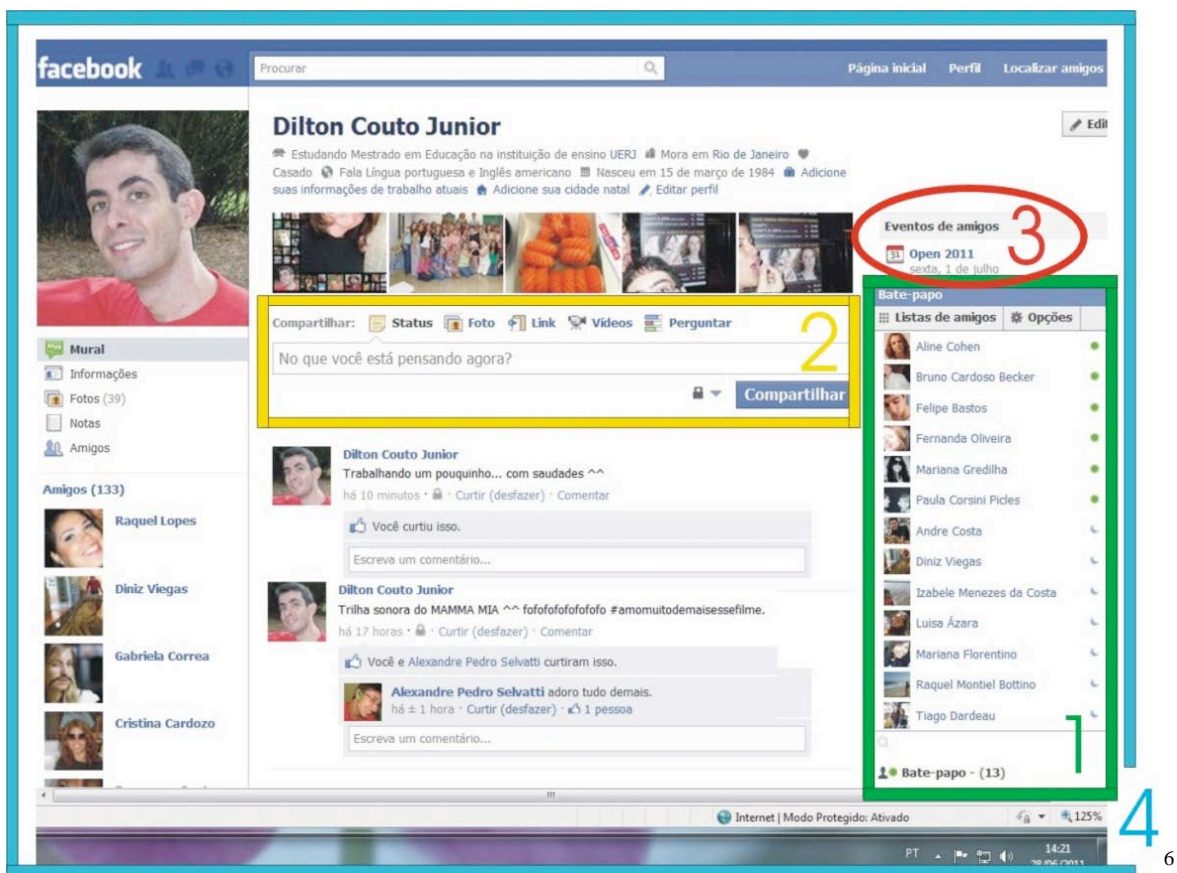 facebook
Procurar
Página inicial Perfil Localizar amigos
Dilton Couto Junior
Edit
Estudando Mestrado em Educação na instituição de ensino UERJ Mora em Rio de Janeiro
Casado Fala Língua portuguesa e Inglês americano Nasceu em 15 de março de 1984 Adicione
suas informações de trabalho atuais Adicione sua cidade natal Editar perfil
Eventos de amigos
3
31 Open 2011
sexta, 1 de julho
Compartilhar: Status Foto Link Vídeos Perguntar
2
No que você está pensando agora?
Compartilhar
Mural
Informações
Fotos (39)
Notas
Amigos
Amigos (133)
Raquel Lopes
Diniz Viegas
Gabriela Correa
Cristina Cardozo
Dilton Couto Junior
Trabalhando um pouquinho... com saudades ^^
há 10 minutos · Curtir (desfazer) · Comentar
Você curtiu isso.
Escreva um comentário...
Dilton Couto Junior
Trilha sonora do MAMMA MIA ^^ fofofofofofofofo #amomuitodemaisessefilme.
há 17 horas · Curtir (desfazer) · Comentar
Você e Alexandre Pedro Selvatti curtiram isso.
Alexandre Pedro Selvatti adoro tudo demais.
há ± 1 hora · Curtir (desfazer) · 1 pessoa
Escreva um comentário...
Bate-papo
Listas de amigos Opções
Aline Cohen
Bruno Cardoso Becker
Felipe Bastos
Fernanda Oliveira
Mariana Gredilha
Paula Corsini Picles
Andre Costa
Diniz Viegas
Izabele Menezes da Costa
Luisa Ázara
Mariana Florentino
Raquel Montiel Bottino
Tiago Dardeau
1
Bate-papo - (13)
Internet | Modo Protegido: Ativado
125%
4
PT
14:21
28/06/2011
6